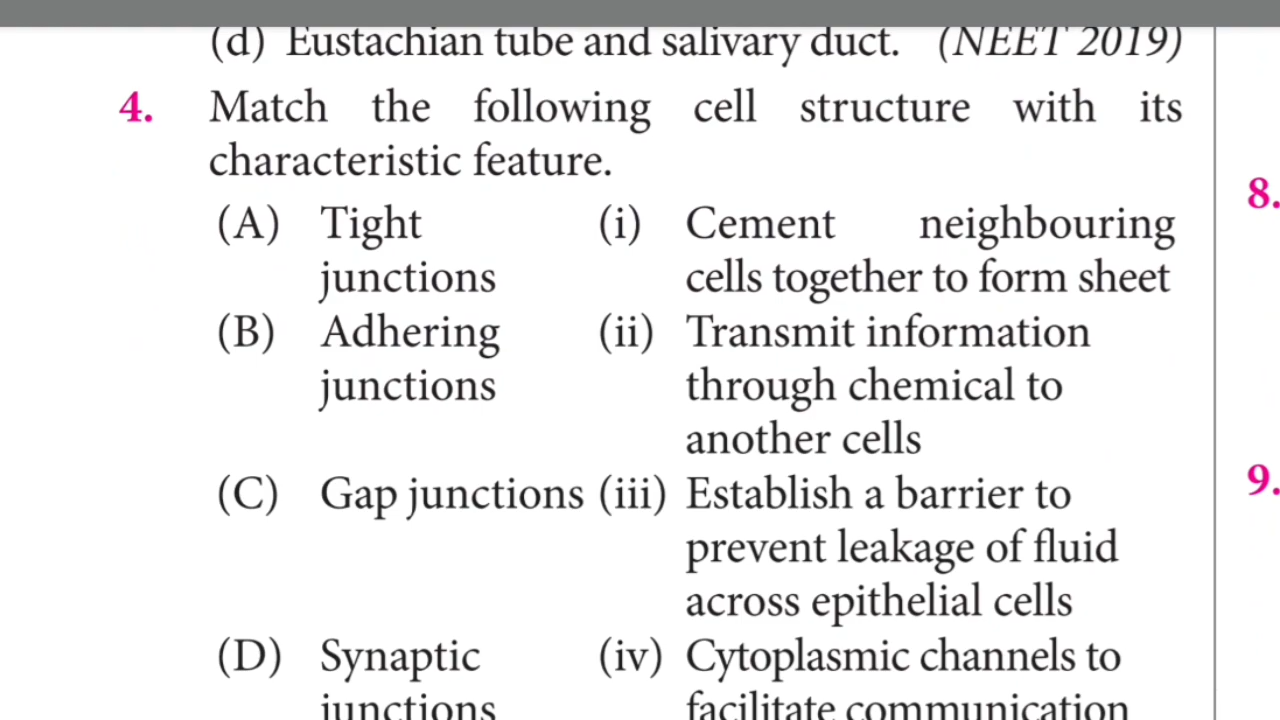 (d) Eustachian tube and salivary duct. (NEET 2019)
4. Match the following cell structure with its
characteristic feature.
(A) Tight (i) Cement neighbouring
junctions cells together to form sheet
(B) Adhering (ii) Transmit information
junctions through chemical to
another cells
(C) Gap junctions (iii) Establish a barrier to
prevent leakage of fluid
across epithelial cells
(D) Synaptic (iv) Cytoplasmic channels to
junctions facilitate communication
8.
9.